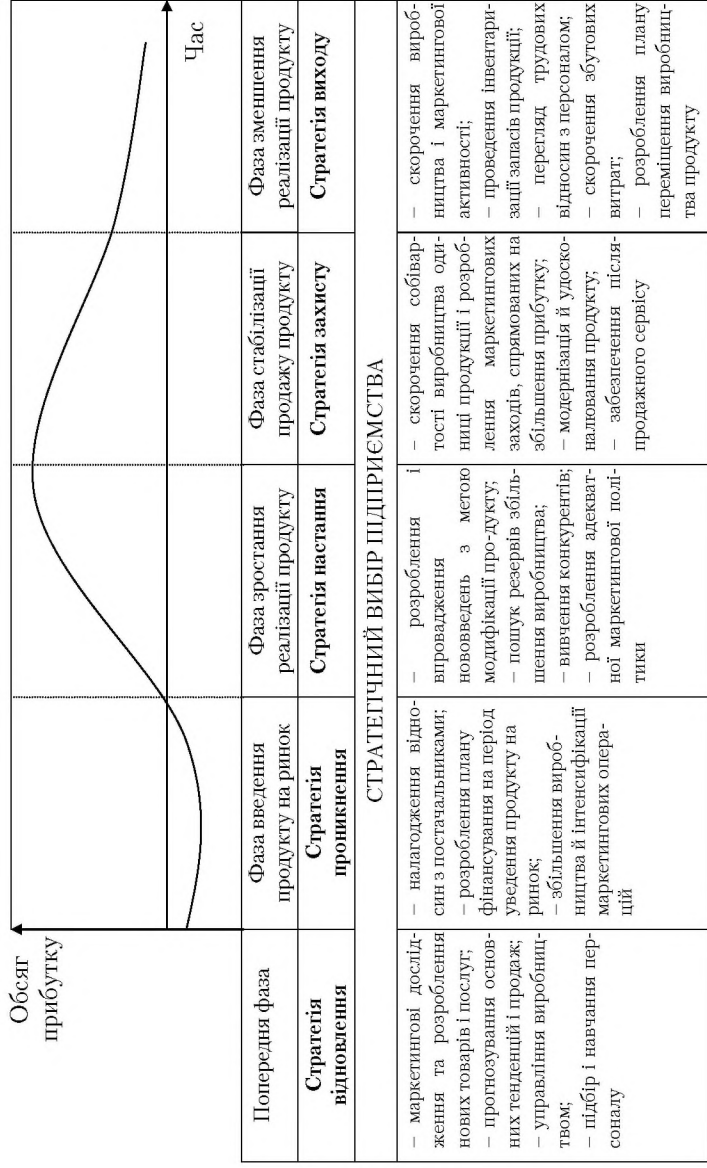 Обсяг
прибутку
Час
Попередня фаза
Стратегія
відновлення
Фаза введення
продукту на ринок
Стратегія
проникнення
Фаза зростання
реалізації продукту
Стратегія настання
Фаза стабілізації
продажу продукту
Стратегія захисту
Фаза зменшення
реалізації продукту
Стратегія виходу
СТРАТЕГІЧНИЙ ВИБІР ПІДПРИЄМСТВА
– маркетингові дослід-
ження та розроблення
нових товарів і послуг;
– прогнозування основ-
них тенденцій і продаж;
– управління виробниц-
твом;
– підбір і навчання пер-
соналу
– налагодження відно-
син з постачальниками;
– розроблення плану
фінансування на період
уведення продукту на
ринок;
– збільшення вироб-
ництва й інтенсифікації
маркетингових опера-
цій
– розроблення і
впровадження
нововведень з метою
модифікації про-дукту;
– пошук резервів збіль-
шення виробництва;
– вивчення конкурентів;
– розроблення адекват-
ної маркетингової полі-
тики
– скорочення собівар-
тості виробництва оди-
ниці продукції і розроб-
лення маркетингових
заходів, спрямованих на
збільшення прибутку;
– модернізація й удоско-
налювання продукту;
– забезпечення після-
продажного сервісу
– скорочення вироб-
ництва і маркетингової
активності;
– проведення інвентари-
зації запасів продукції;
– перегляд трудових
відносин з персоналом;
– скорочення збутових
витрат;
– розроблення плану
переміщення виробниц-
тва продукту